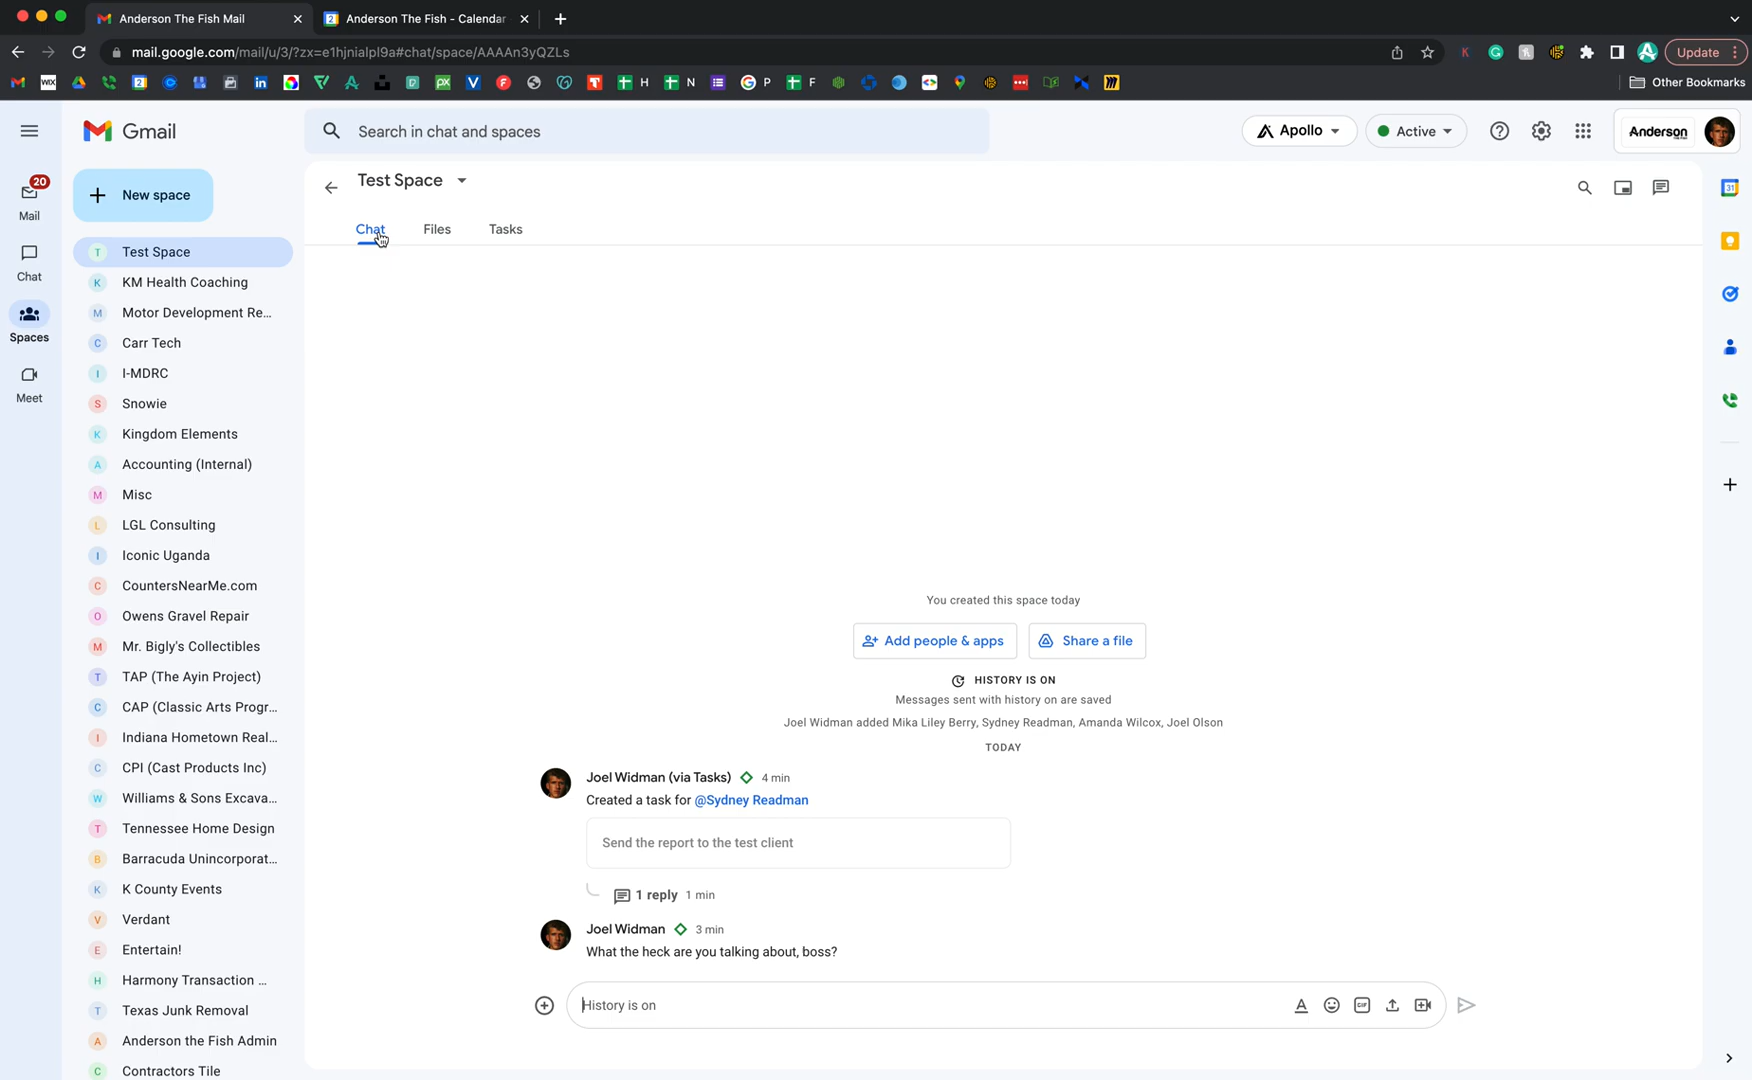 Anderson The Fish Mail
Anderson The Fish - Calendar
mail.google.com/mail/u/3/?zx=e1hjnialpl9a#chat/space/AAAAn3yQZLs
Update
H
N
P
F
Other Bookmarks
Gmail
Search in chat and spaces
Apollo
Active
Anderson
20
Mail
Chat
Spaces
Meet
New space
Test Space
KM Health Coaching
Motor Development Re...
Carr Tech
I-MDRC
Snowie
Kingdom Elements
Accounting (Internal)
Misc
LGL Consulting
Iconic Uganda
CountersNearMe.com
Owens Gravel Repair
Mr. Bigly's Collectibles
TAP (The Ayin Project)
CAP (Classic Arts Progr...
Indiana Hometown Real...
CPI (Cast Products Inc)
Williams & Sons Excava...
Tennessee Home Design
Barracuda Unincorporat...
K County Events
Verdant
Entertain!
Harmony Transaction ...
Texas Junk Removal
Anderson the Fish Admin
Contractors Tile
Test Space
Chat
Files
Tasks
You created this space today
Add people & apps
Share a file
HISTORY IS ON
Messages sent with history on are saved
Joel Widman added Mika Liley Berry, Sydney Readman, Amanda Wilcox, Joel Olson
TODAY
Joel Widman (via Tasks) 4 min
Created a task for @Sydney Readman
Send the report to the test client
1 reply 1 min
Joel Widman 3 min
What the heck are you talking about, boss?
History is on
GIF